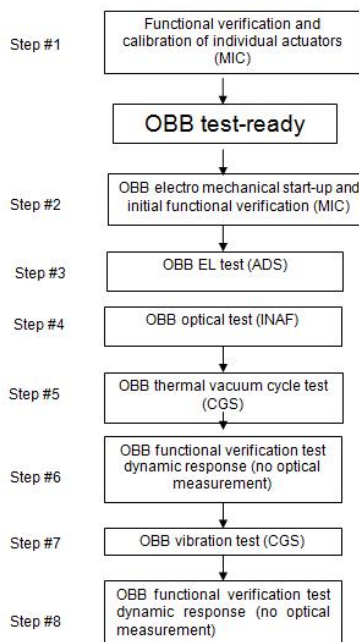 Step #1
Functional verification and
calibration of individual actuators
(MIC)
OBB test-ready
Step #2
OBB electro mechanical start-up and
initial functional verification (MIC)
Step #3
OBB EL test (ADS)
Step #4
OBB optical test (INAF)
Step #5
OBB thermal vacuum cycle test
(CGS)
Step #6
OBB functional verification test
dynamic response (no optical
measurement)
Step #7
OBB vibration test (CGS)
Step #8
OBB functional verification test
dynamic response (no optical
measurement)